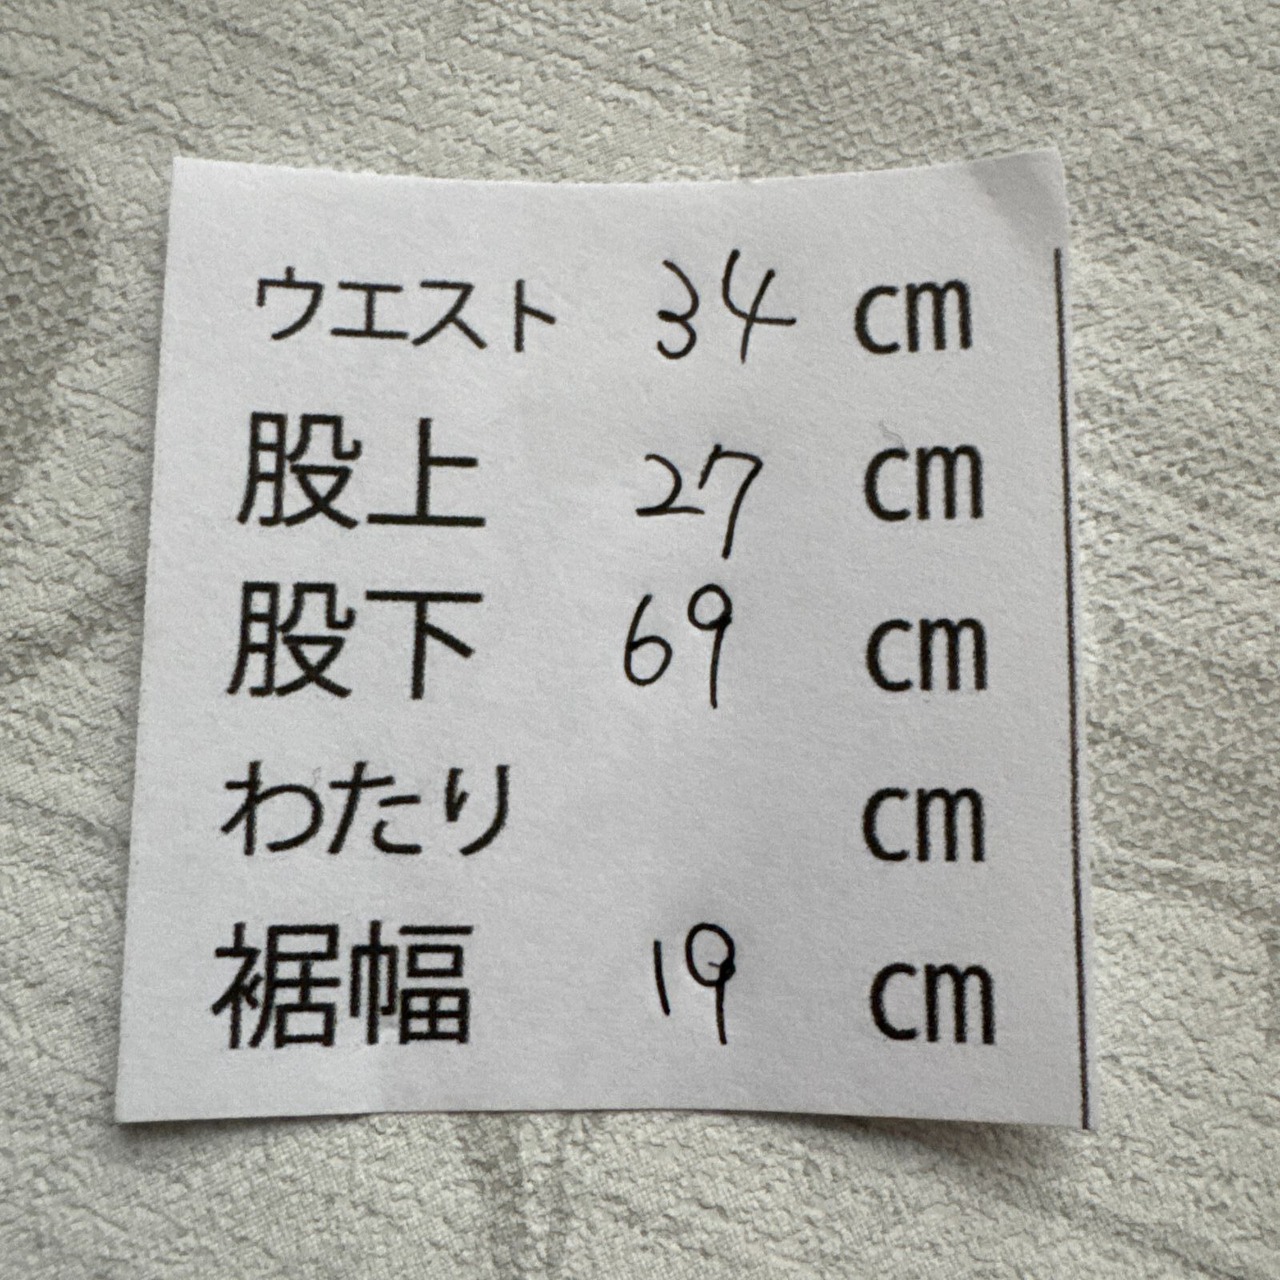 ウエスト 34 cm
股上 27 cm
股下 69 cm
わたり cm
裾幅 19 cm